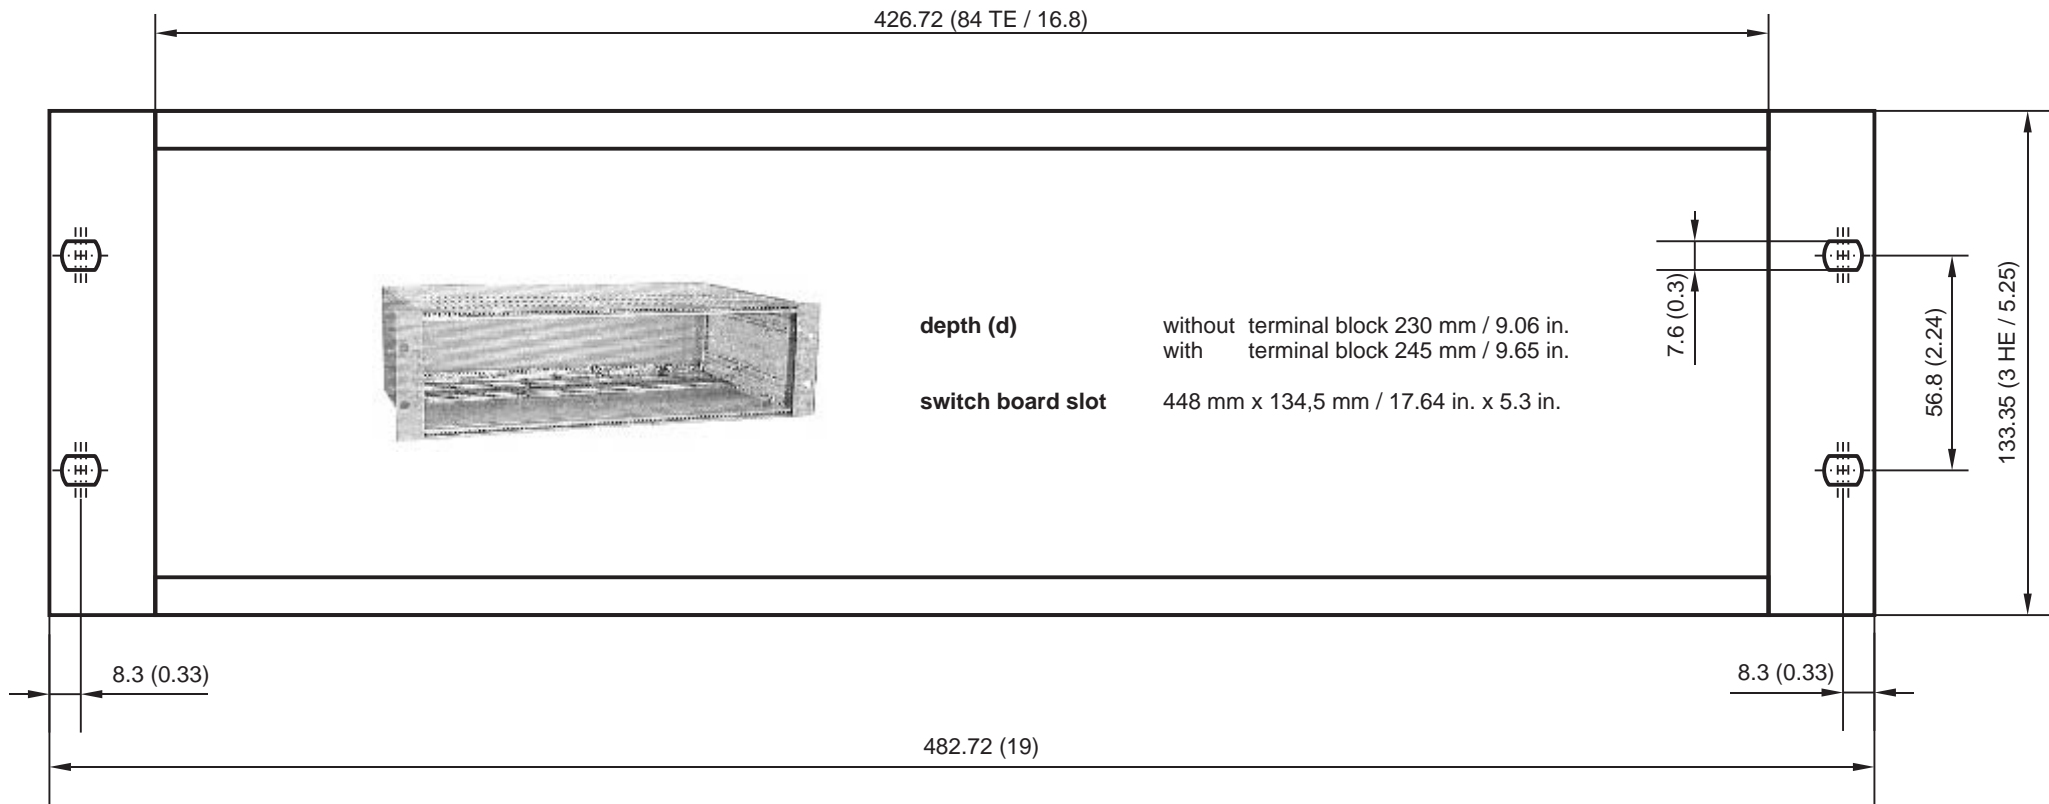 426.72 (84 TE / 16.8)
7.6 (0.3)
56.8 (2.24)
133.35 (3 HE / 5.25)
depth (d) without terminal block 230 mm / 9.06 in.
with terminal block 245 mm / 9.65 in.
switch board slot 448 mm x 134,5 mm / 17.64 in. x 5.3 in.
8.3 (0.33)
8.3 (0.33)
482.72 (19)